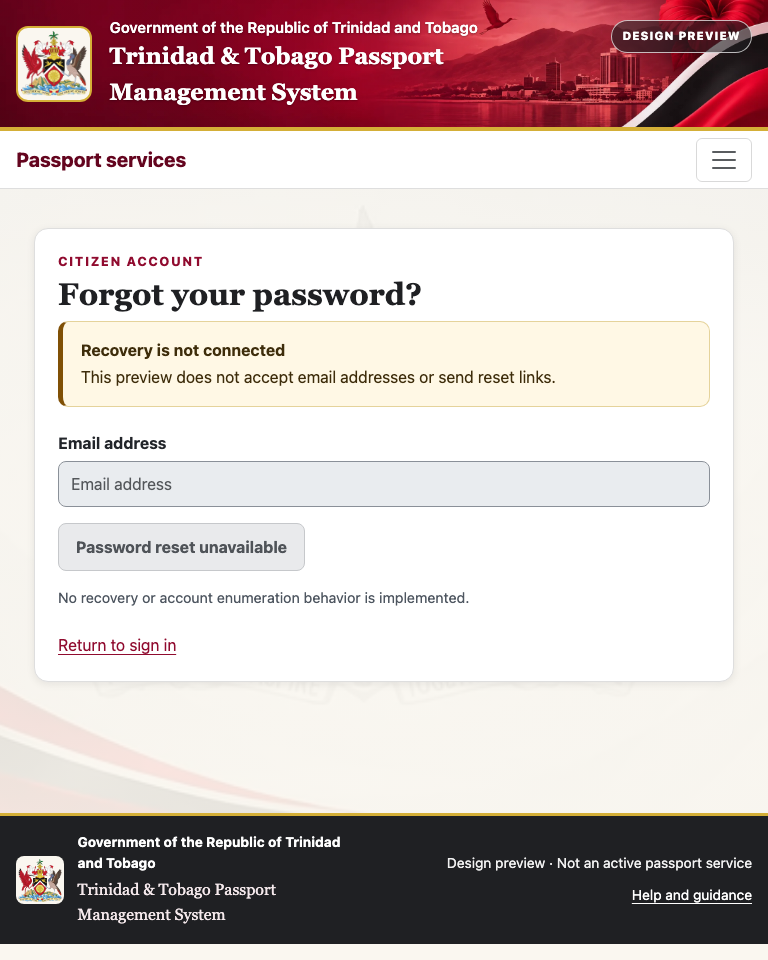 Government of the Republic of Trinidad and Tobago
Trinidad & Tobago Passport
Management System
DESIGN PREVIEW
Passport services
CITIZEN ACCOUNT
Forgot your password?
Recovery is not connected
This preview does not accept email addresses or send reset links.
Email address
Email address
Password reset unavailable
No recovery or account enumeration behavior is implemented.
Return to sign in
Government of the Republic of Trinidad
and Tobago
Trinidad & Tobago Passport
Management System
Design preview · Not an active passport service
Help and guidance